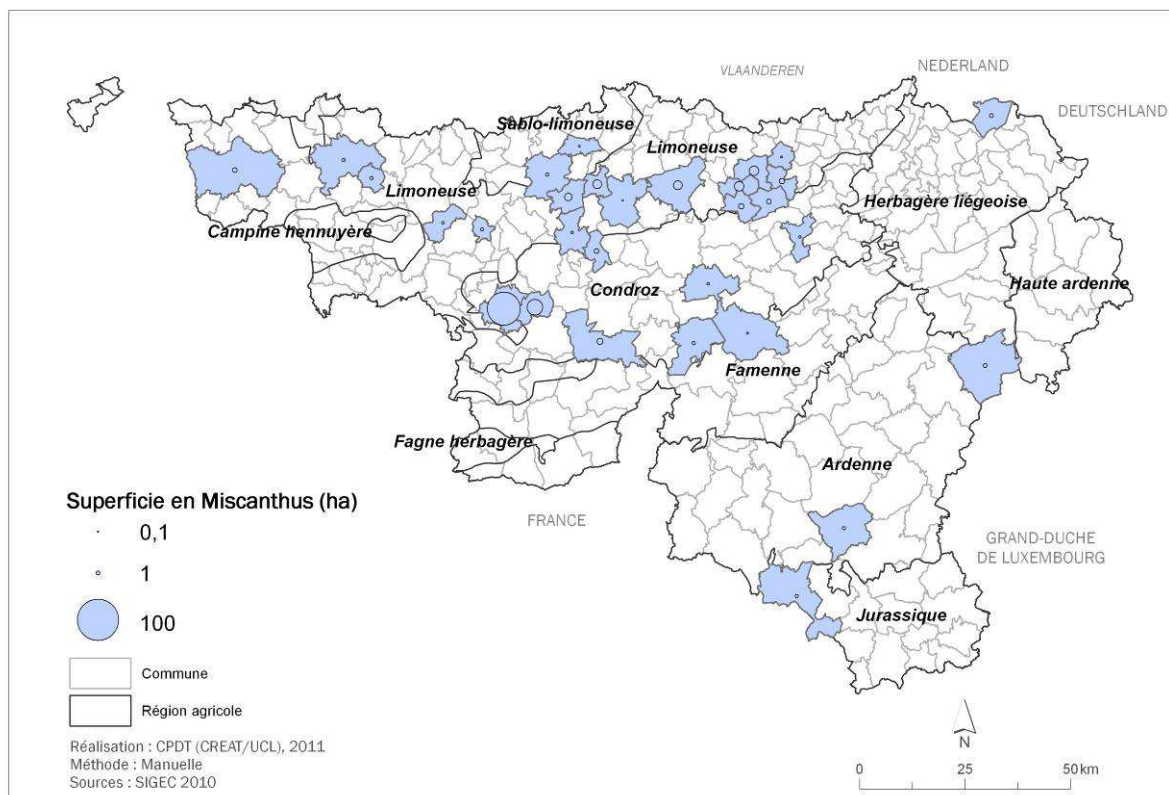 VLAANDEREN
NEDERLAND
DEUTSCHLAND
Sablo-limoneuse
Limoneuse
Limoneuse
Herbagère liégeoise
Campine hennuyère
Condroz
Haute ardenne
Famenne
Fagne herbagère
Ardenne
Superficie en Miscanthus (ha)
0,1
1
100
FRANCE
GRAND-DUCHE
DE LUXEMBOURG
Jurassique
Commune
Région agricole
Réalisation : CPDT (CREAT/UCL), 2011
Méthode : Manuelle
Sources : SIGEC 2010
N
0 25 50 km